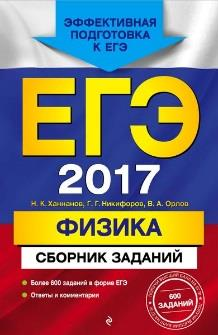 ЭФФЕКТИВНАЯ
ПОДГОТОВКА
К ЕГЭ
ЕГЭ
2017
Н. К. Ханнанов, Г. Г. Никифоров, В. А. Орлов
ФИЗИКА
СБОРНИК ЗАДАНИЙ
• Более 600 заданий в форме ЕГЭ
• Ответы и комментарии
600
ЗАДАНИЙ